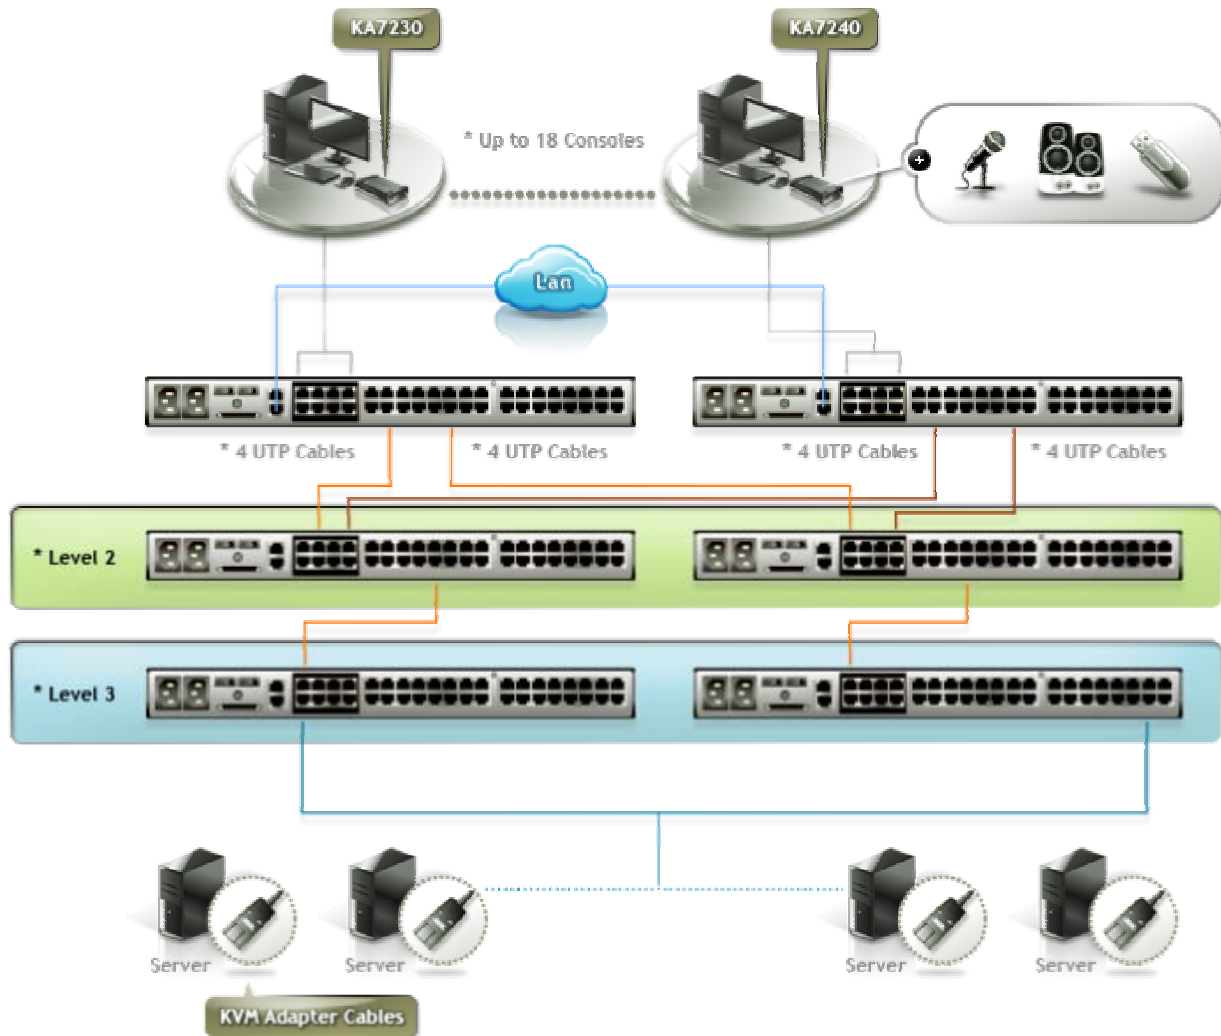 KA7230
KA7240
* Up to 18 Consoles
Lan
* 4 UTP Cables
* 4 UTP Cables
* 4 UTP Cables
* 4 UTP Cables
* Level 2
* Level 3
Server
Server
Server
Server
KVM Adapter Cables